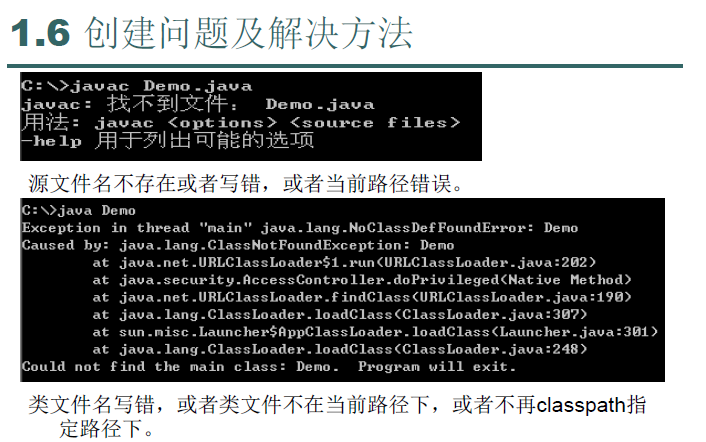 1.6 创建问题及解决方法
C:\>javac Demo.java
javac: 找不到文件： Demo.java
用法: javac <options> <source files>
-help 用于列出可能的选项
源文件名不存在或者写错，或者当前路径错误。
C:\>java Demo
Exception in thread "main" java.lang.NoClassDefFoundError: Demo
Caused by: java.lang.ClassNotFoundException: Demo
at java.net.URLClassLoader$1.run(URLClassLoader.java:202)
at java.security.AccessController.doPrivileged(Native Method)
at java.net.URLClassLoader.findClass(URLClassLoader.java:190)
at java.lang.ClassLoader.loadClass(ClassLoader.java:307)
at sun.misc.Launcher$AppClassLoader.loadClass(Launcher.java:301)
at java.lang.ClassLoader.loadClass(ClassLoader.java:248)
Could not find the main class: Demo.  Program will exit.
类文件名写错，或者类文件不在当前路径下，或者不再classpath指
定路径下。